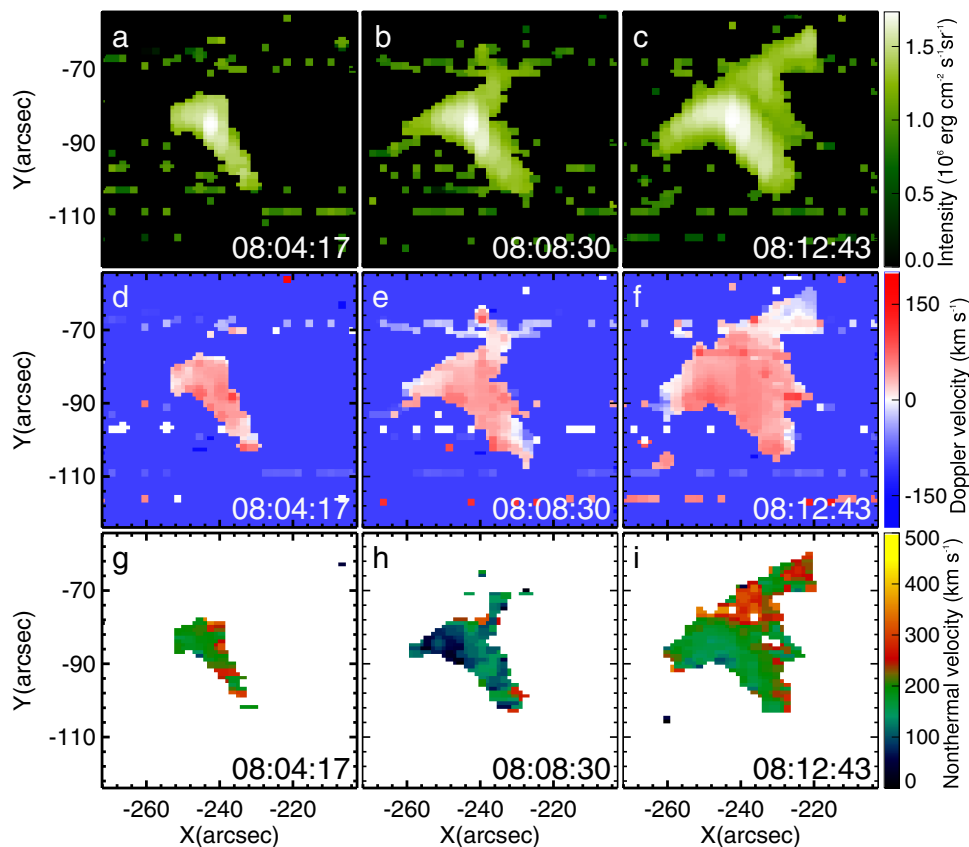 a
b
c
-70
-90
-110
Y(arcsec)
08:04:17
08:08:30
08:12:43
1.5
1.0
0.5
0.0
Intensity (10⁶ erg cm⁻² s⁻¹sr⁻¹)
d
e
f
-70
-90
-110
Y(arcsec)
08:04:17
08:08:30
08:12:43
150
0
-150
Doppler velocity (km s⁻¹)
g
h
i
-70
-90
-110
Y(arcsec)
08:04:17
08:08:30
08:12:43
500
400
300
200
100
0
Nonthermal velocity (km s⁻¹)
-260 -240 -220
-260 -240 -220
-260 -240 -220
X(arcsec)
X(arcsec)
X(arcsec)